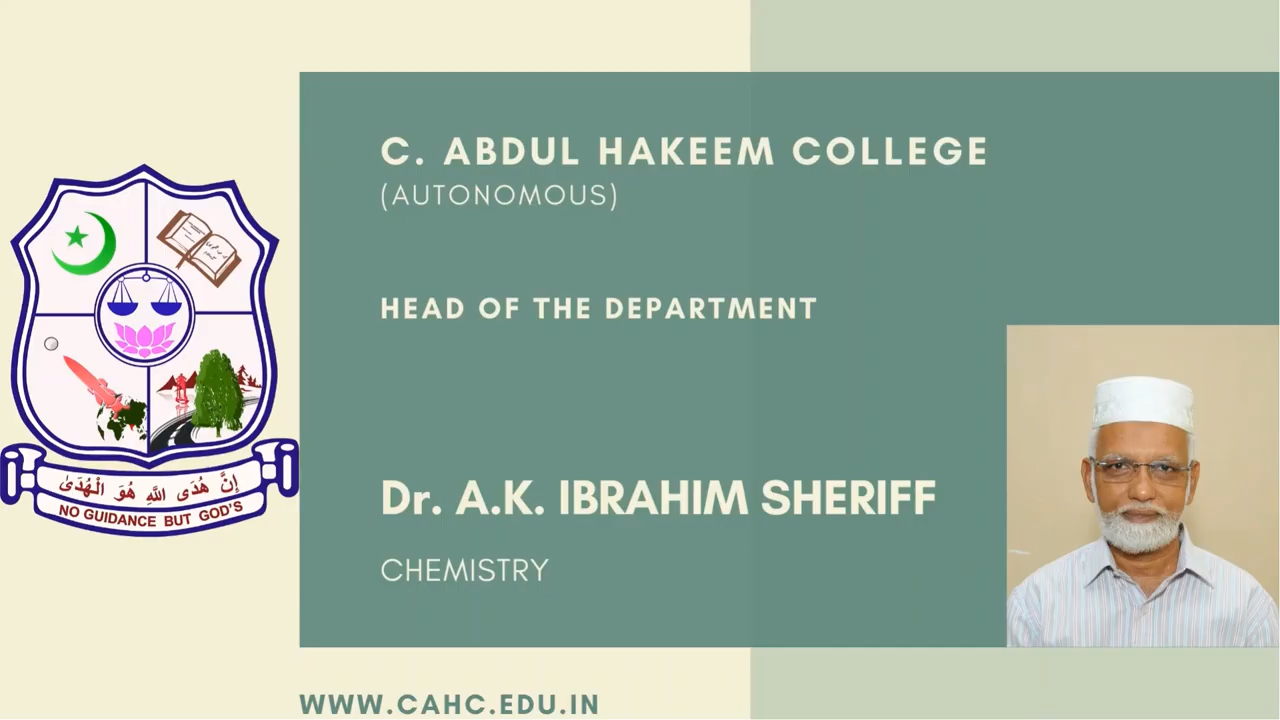 C. ABDUL HAKEEM COLLEGE
(AUTONOMOUS)
HEAD OF THE DEPARTMENT
إِنَّ هُدَى اللَّهِ هُوَ الْهُدَىٰ
NO GUIDANCE BUT GOD'S
Dr. A.K. IBRAHIM SHERIFF
CHEMISTRY
WWW.CAHC.EDU.IN